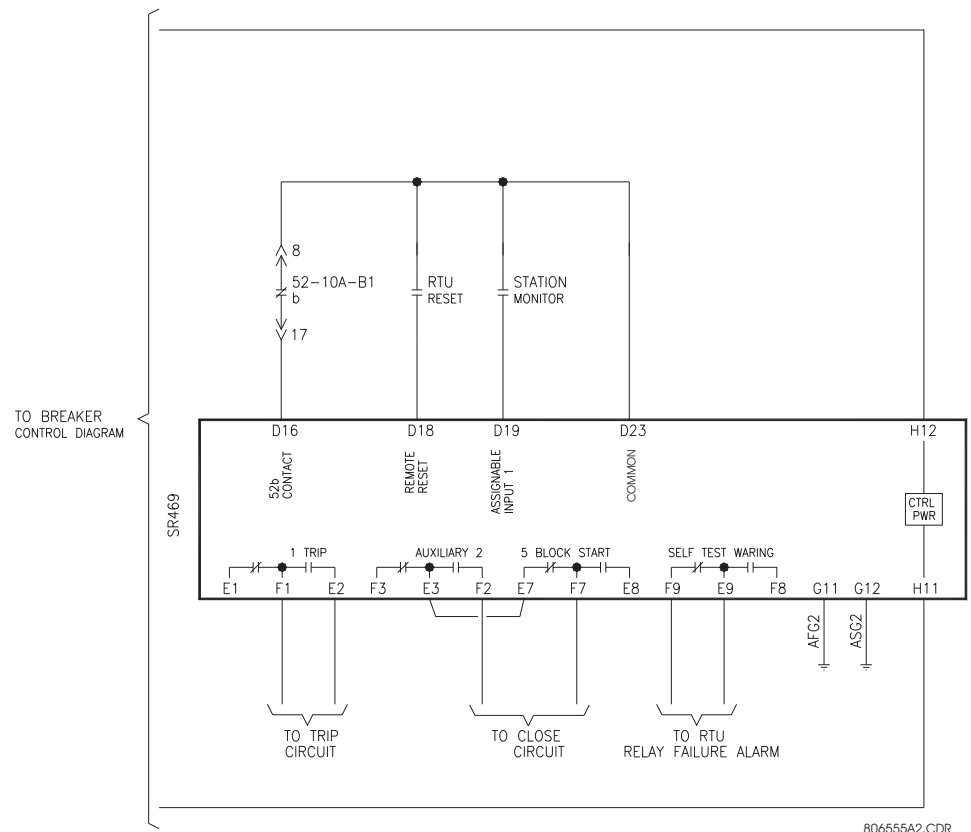 8
52-10A-B1
b
17
RTU
RESET
STATION
MONITOR
TO BREAKER
CONTROL DIAGRAM
D16
D18
D19
D23
H12
52b
CONTACT
REMOTE
RESET
ASSIGNABLE
INPUT 1
COMMON
CTRL
PWR
SR469
1 TRIP
AUXILIARY 2
5 BLOCK START
SELF TEST WARING
E1
F1
E2
F3
E3
F2
E7
F7
E8
F9
E9
F8
G11
G12
H11
AFG2
ASG2
TO TRIP
CIRCUIT
TO CLOSE
CIRCUIT
TO RTU
RELAY FAILURE ALARM
806555A2.CDR